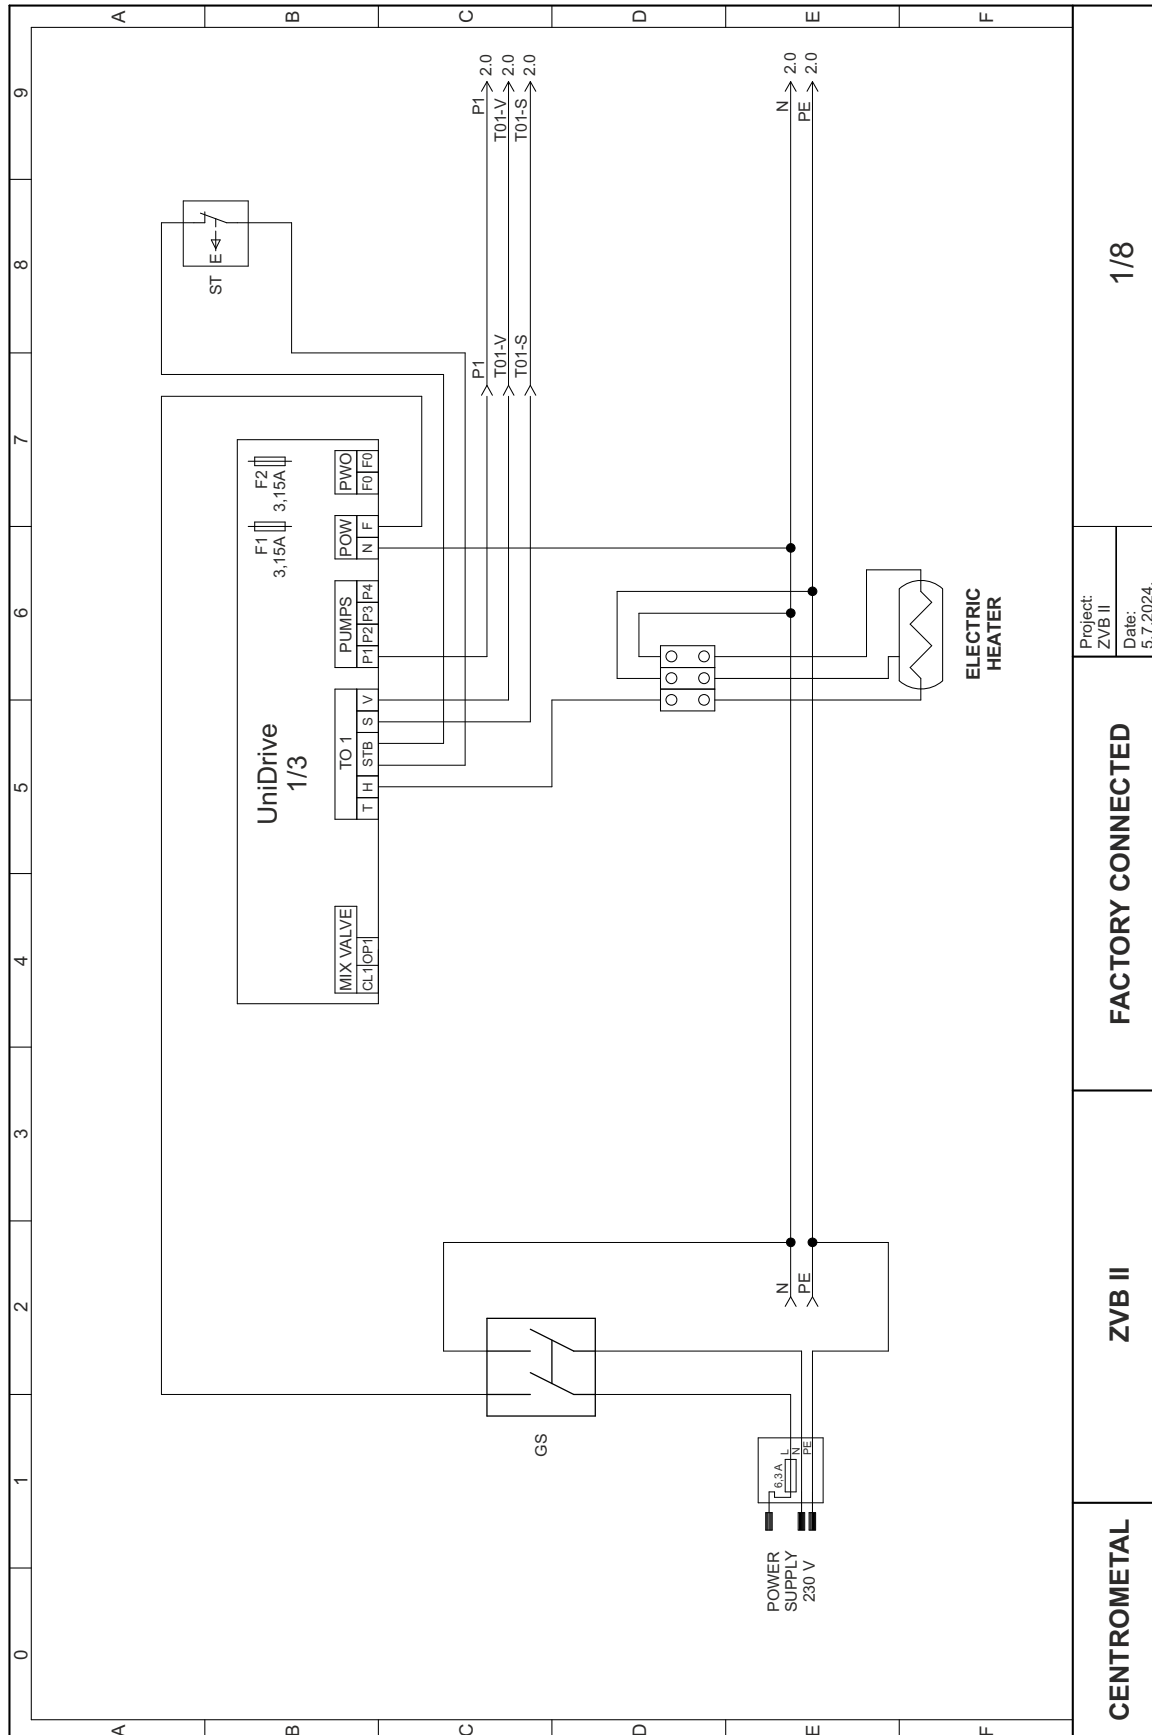 0 1 2 3 4 5 6 7 8 9
A
B
C
D
E
F
A
B
C
D
E
F
UniDrive
1/3
MIX VALVE
CL1 OP1
TO 1
T H STB S V
PUMPS
P1 P2 P3 P4
POW
N F
PWO
F0 F0
F1
3,15A
F2
3,15A
ST
E
P1
T01-V
T01-S
P1 2.0
T01-V 2.0
T01-S 2.0
N 2.0
PE 2.0
GS
N
PE
POWER
SUPPLY
230 V
6,3 A
L
N
PE
ELECTRIC
HEATER
CENTROMETAL
ZVB II
FACTORY CONNECTED
Project:
ZVB II
Date:
5.7.2024.
1/8